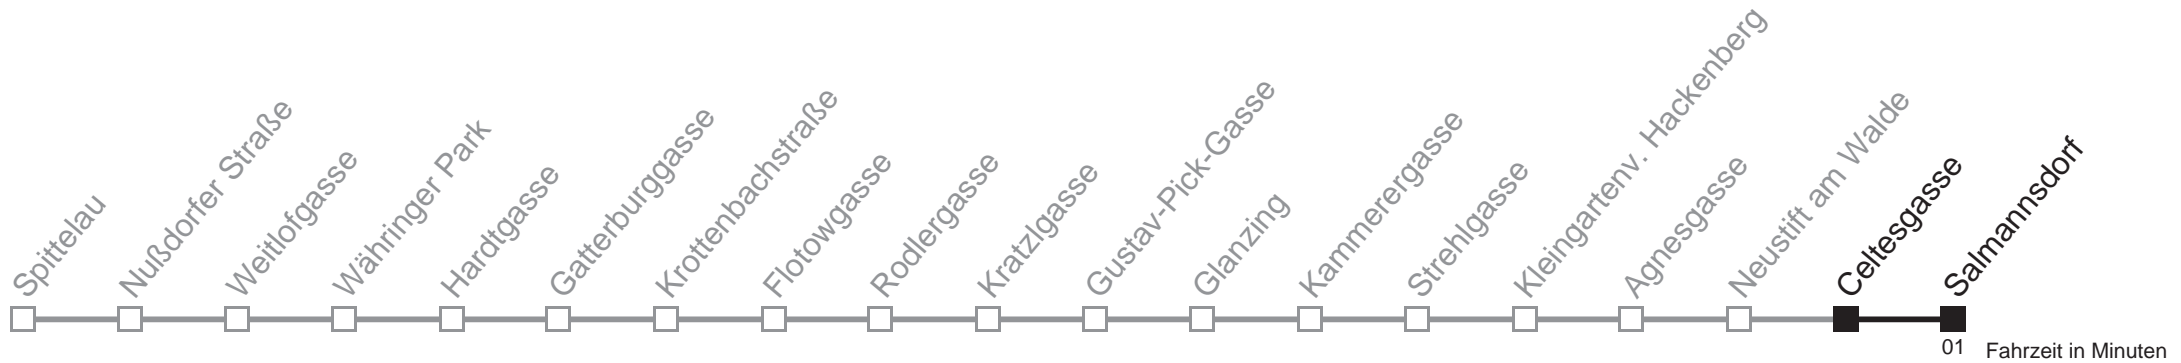 Spittelau
Nußdorfer Straße
Weitlofgasse
Währinger Park
Hardtgasse
Gatterburggasse
Krottenbachstraße
Flotowgasse
Rodlergasse
Kratzlgasse
Gustav-Pick-Gasse
Glanzing
Kammerergasse
Strehlgasse
Kleingartenv. Hackenberg
Agnesgasse
Neustift am Walde
Celtesgasse
Salmannsdorf
01 Fahrzeit in Minuten